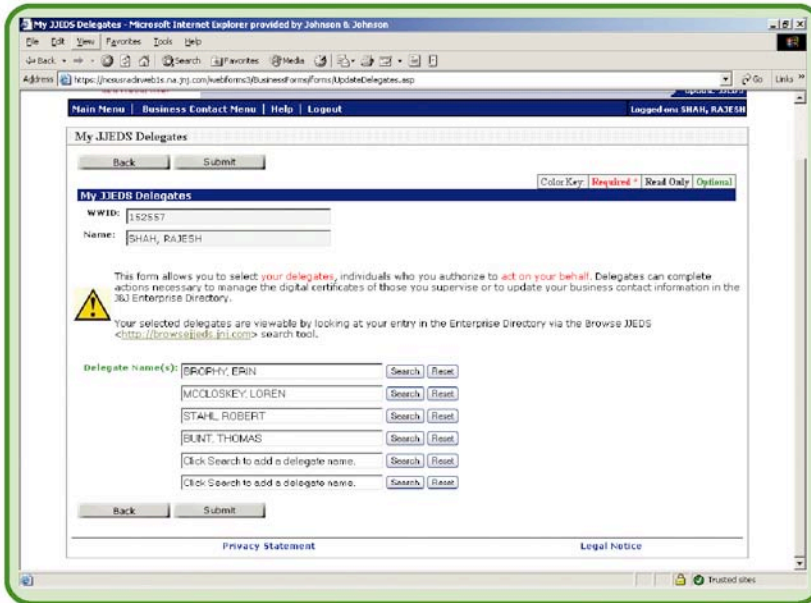 My JJEDS Delegates - Microsoft Internet Explorer provided by Johnson & Johnson
File Edit View Favorites Tools Help
Back Search Favorites Media
Address https://ncsusradirweb1s.na.jnj.com/webforms3/BusinessForms/forms/UpdateDelegates.asp Go Links »
Main Menu | Business Contact Menu | Help | Logout Logged on: SHAH, RAJESH
My JJEDS Delegates
Back Submit
Color Key: Required * Read Only Optional
My JJEDS Delegates
WWID: 152557
Name: SHAH, RAJESH
This form allows you to select your delegates, individuals who you authorize to act on your behalf. Delegates can complete
actions necessary to manage the digital certificates of those you supervise or to update your business contact information in the
J&J Enterprise Directory.
Your selected delegates are viewable by looking at your entry in the Enterprise Directory via the Browse JJEDS
<http://browsejjeds.jnj.com> search tool.
Delegate Name(s): BROPHY, ERIN Search Reset
MCCLOSKEY, LOREN Search Reset
STAHL, ROBERT Search Reset
BUNT, THOMAS Search Reset
Click Search to add a delegate name. Search Reset
Click Search to add a delegate name. Search Reset
Back Submit
Privacy Statement Legal Notice
Trusted sites